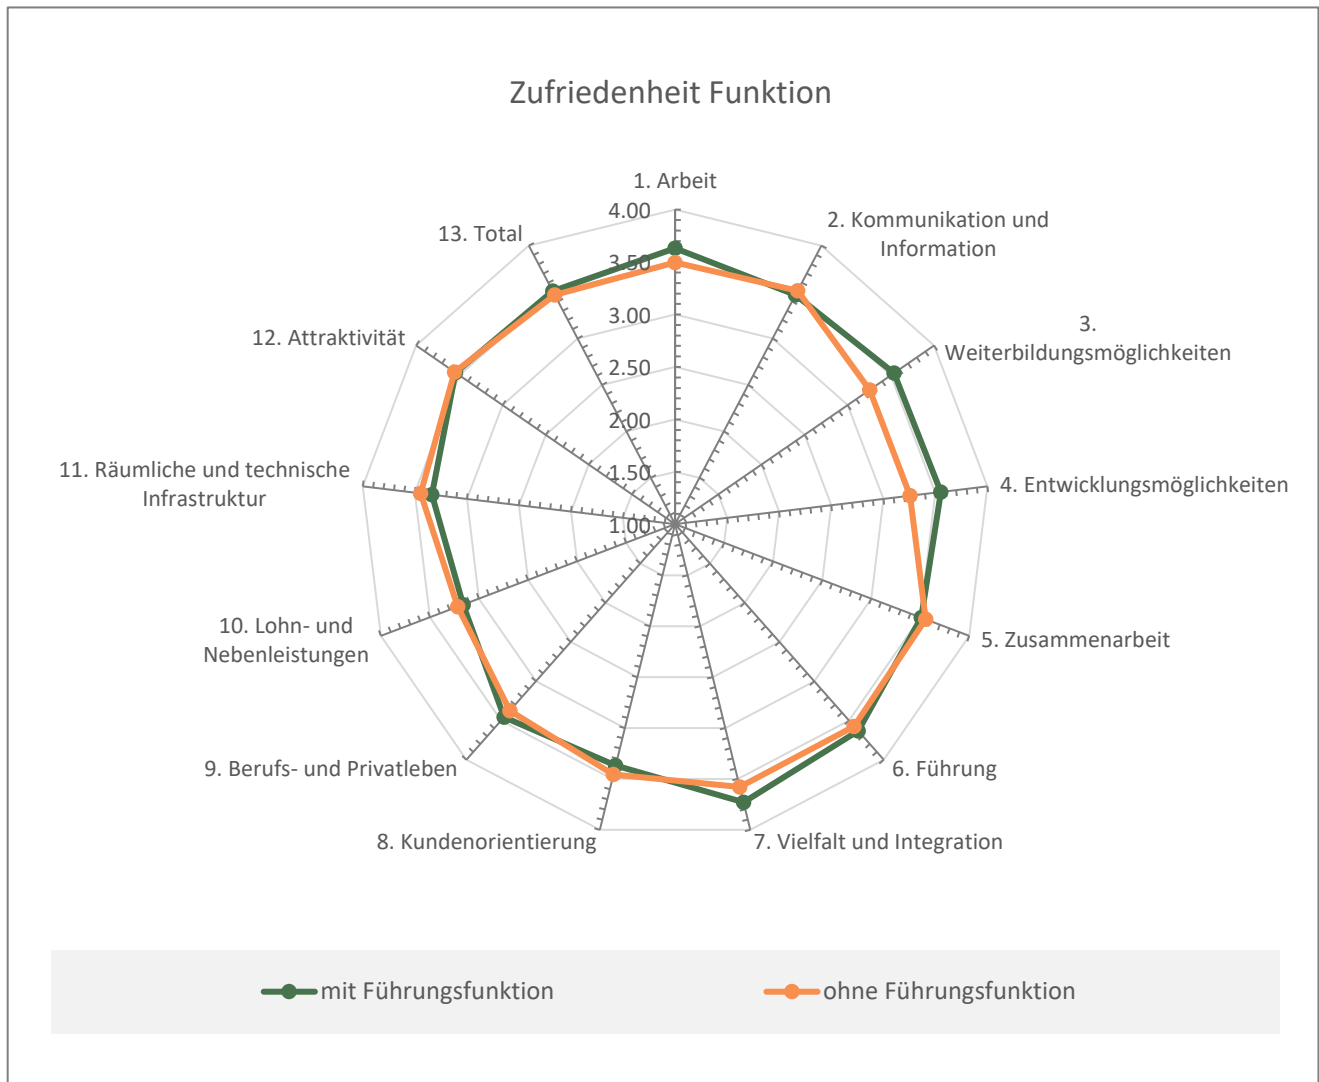 Zufriedenheit Funktion
1. Arbeit
2. Kommunikation und
Information
3.
Weiterbildungsmöglichkeiten
4. Entwicklungsmöglichkeiten
5. Zusammenarbeit
6. Führung
7. Vielfalt und Integration
8. Kundenorientierung
9. Berufs- und Privatleben
10. Lohn- und
Nebenleistungen
11. Räumliche und technische
Infrastruktur
12. Attraktivität
13. Total
4.00
3.50
3.00
2.50
2.00
1.50
1.00
mit Führungsfunktion
ohne Führungsfunktion